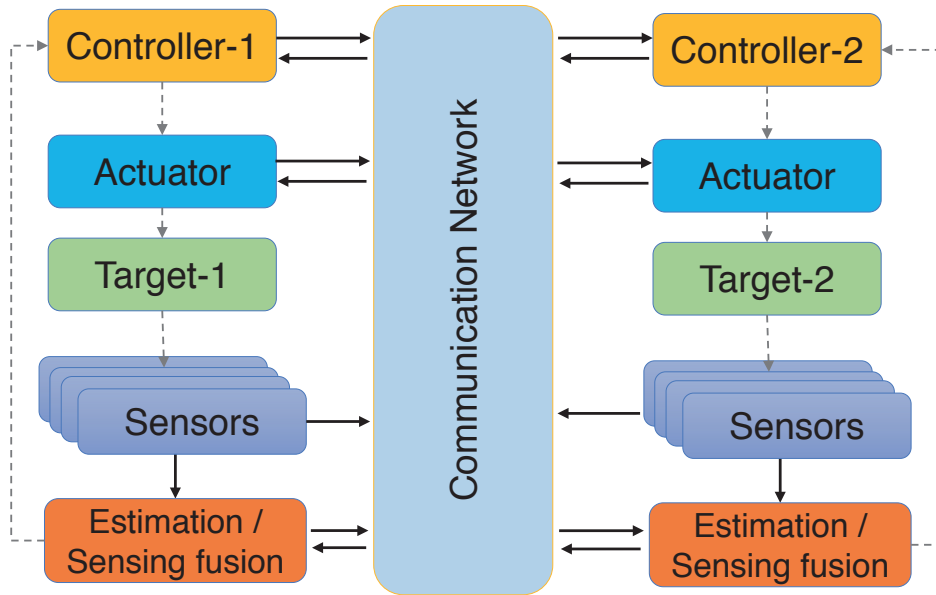 Controller-1
Actuator
Target-1
Sensors
Estimation /
Sensing fusion
Communication Network
Controller-2
Actuator
Target-2
Sensors
Estimation /
Sensing fusion